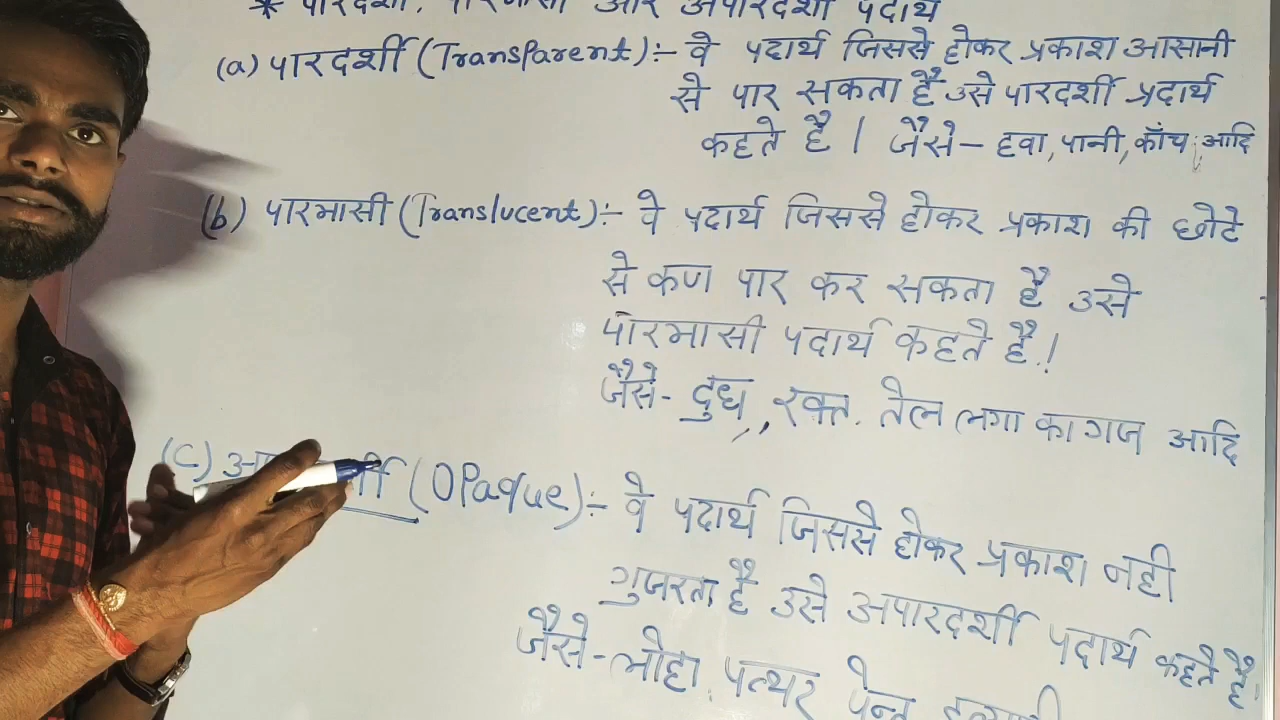 * पारदर्शी, पारभासी और अपारदर्शी पदार्थ
(a) पारदर्शी (Transparent):- वे पदार्थ जिससे होकर प्रकाश आसानी
से पार सकता है उसे पारदर्शी प्रदार्थ
कहते है । जैसे- हवा, पानी, काँच, आदि
(b) पारभासी (Translucent):- वे पदार्थ जिससे होकर प्रकाश की छोटे
से कण पार कर सकता है उसे
पारभासी पदार्थ कहते है।
जैसे- दुध, रक्त. तेल लगा कागज आदि
(C) (OPaque):- वे पदार्थ जिससे होकर प्रकाश नही
गुजरता है उसे अपारदर्शी पदार्थ कहते है।
जैसे- लोहा, पत्थर